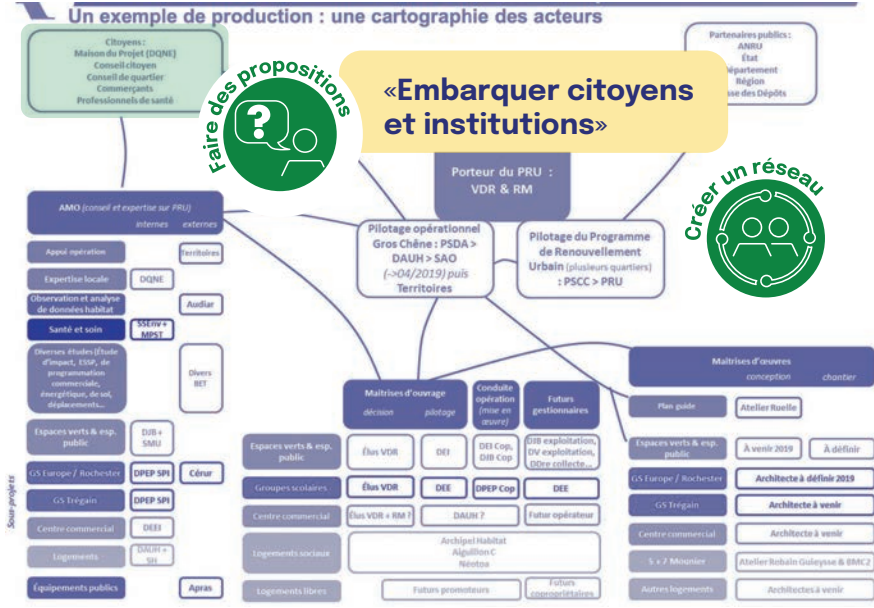 Un exemple de production : une cartographie des acteurs
Citoyens :
Maison du Projet (DQNE)
Conseil citoyen
Conseil de quartier
Commerçants
Professionnels de santé
Partenaires publics :
ANRU
État
Département
Région
sse des Dépôts
Faire des propositions
?
«Embarquer citoyens
et institutions»
Créer un réseau
Porteur du PRU :
VDR & RM
Pilotage opérationnel
Gros Chêne : PSDA >
DAUH > SAO
(->04/2019) puis
Territoires
Pilotage du Programme
de Renouvellement
Urbain (plusieurs quartiers)
: PSCC > PRU
AMO (conseil et expertise sur PRU)
internes externes
Appui opération Territoires
Expertise locale DQNE
Observation et analyse
de données habitat
Audiar
Santé et soin
SSEnv +
MPST
Diverses études (Étude
d'impact, ESSP, de
programmation
commerciale,
énergétique, de sol,
déplacements...
Divers
BET
Espaces verts & esp.
public
DJB +
SMU
GS Europe / Rochester DPEP SPI Cérur
GS Trégain DPEP SPI
Centre commercial DEEI
Logements
DAUH +
SH
Équipements publics Apras
Sous-projets
Maitrises d'ouvrage
décision pilotage
Conduite
opération
(mise en
œuvre)
Futurs
gestionnaires
Espaces verts & esp.
public
Élus VDR
DEI
DEI Cop,
DJB Cop
DJB exploitation,
DV exploitation,
DDre collecte...
Groupes scolaires Élus VDR DEE DPEP Cop DEE
Centre commercial Élus VDR + RM ? DAUH ? Futur opérateur
Logements sociaux
Archipel Habitat
Aiguillon C
Néotoa
Logements libres
Futurs promoteurs
Futurs
copropriétaires
Maitrises d'œuvres
conception chantier
Plan guide Atelier Ruelle
Espaces verts & esp.
public
À venir 2019 À définir
GS Europe / Rochester Architecte à définir 2019
GS Trégain Architecte à venir
Centre commercial Architecte à venir
5 x 7 Mounier Atelier Robain Guieysse & BMC2
Autres logements Architectes à venir